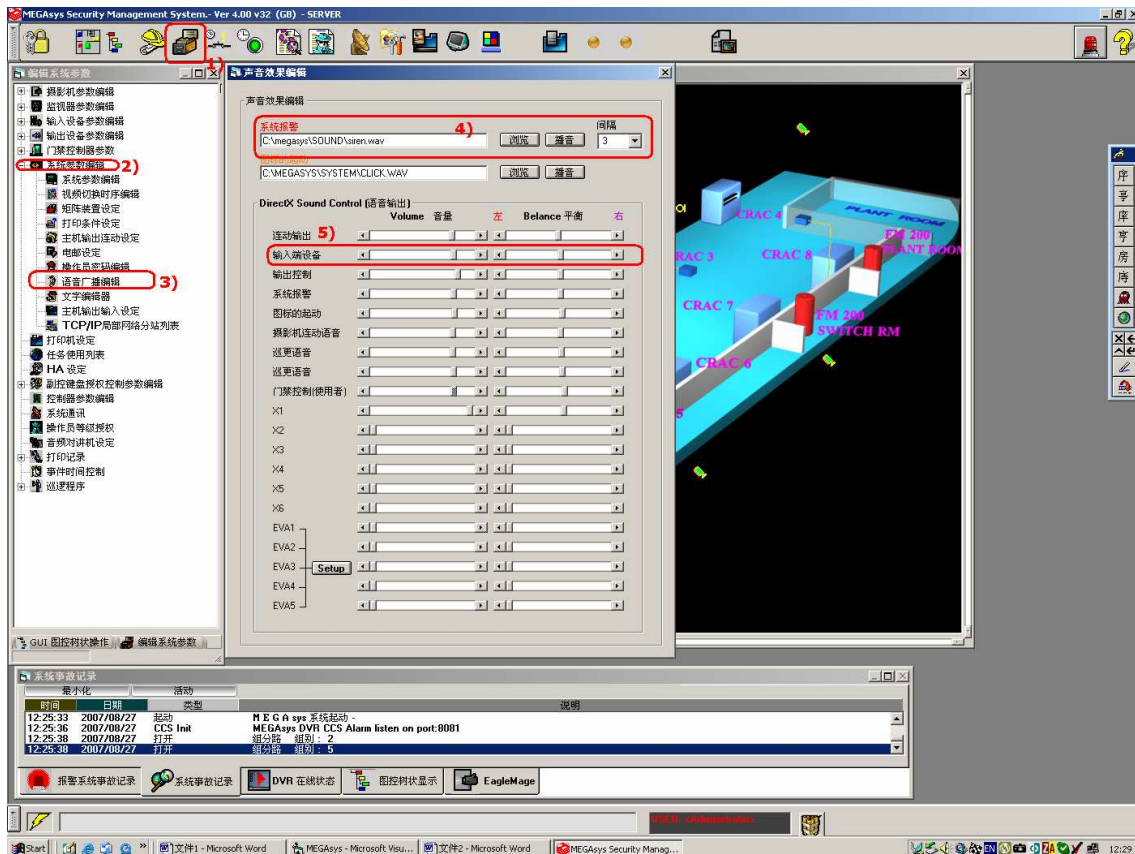 MEGAsys Security Management System.- Ver 4.00 v32 (GB) - SERVER
1)
编辑系统参数
摄影机参数编辑
监视器参数编辑
输入设备参数编辑
输出设备参数编辑
门禁控制器参数
系统参数编辑 2)
系统参数编辑
视频切换时序编辑
矩阵装置设定
打印条件设定
主机输出连动设定
电邮设定
操作员密码编辑
语音广播编辑 3)
文字编辑器
主机输出输入设定
TCP/IP局部网络分站列表
打印机设定
任务使用列表
HA 设定
副控键盘授权控制参数编辑
控制器参数编辑
系统通讯
操作员等级授权
音频对讲机设定
打印记录
事件时间控制
巡逻程序
GUI 图控树状操作 编辑系统参数
声音效果编辑
声音效果编辑
系统报警 4) 间隔
C:\megasys\SOUND\siren.wav 浏览 播音 3
图标的起动
C:\MEGASYS\SYSTEM\CLICK.WAV 浏览 播音
DirectX Sound Control (语音输出)
Volume 音量 左 Belance 平衡 右
连动输出 5)
输入端设备
输出控制
系统报警
图标的起动
摄影机连动语音
巡更语音
巡更语音
门禁控制(使用者)
X1
X2
X3
X4
X5
X6
EVA1
EVA2
EVA3 Setup
EVA4
EVA5
CRAC 4
PLANT ROOM
FM 200
PLANT ROOM
RAC 3
CRAC 8
CRAC 7
FM 200
SWITCH RM
CRAC 6
5
序
亭
庠
亨
房
系统事故记录
最小化 活动
时间 日期 类型 说明
12:25:33 2007/08/27 起动 M E G A sys 系统起动 -
12:25:36 2007/08/27 CCS Init MEGAsys DVR CCS Alarm listen on port:8081
12:25:38 2007/08/27 打开 组分路 组别 : 2
12:25:38 2007/08/27 打开 组分路 组别 : 5
报警系统事故记录 系统事故记录 DVR 在线状态 图控树状显示 EagleMage
USER: <Administrator>
Start 文件1 - Microsoft Word MEGAsys - Microsoft Visu... 文件2 - Microsoft Word MEGAsys Security Manag... EN ZA 12:29